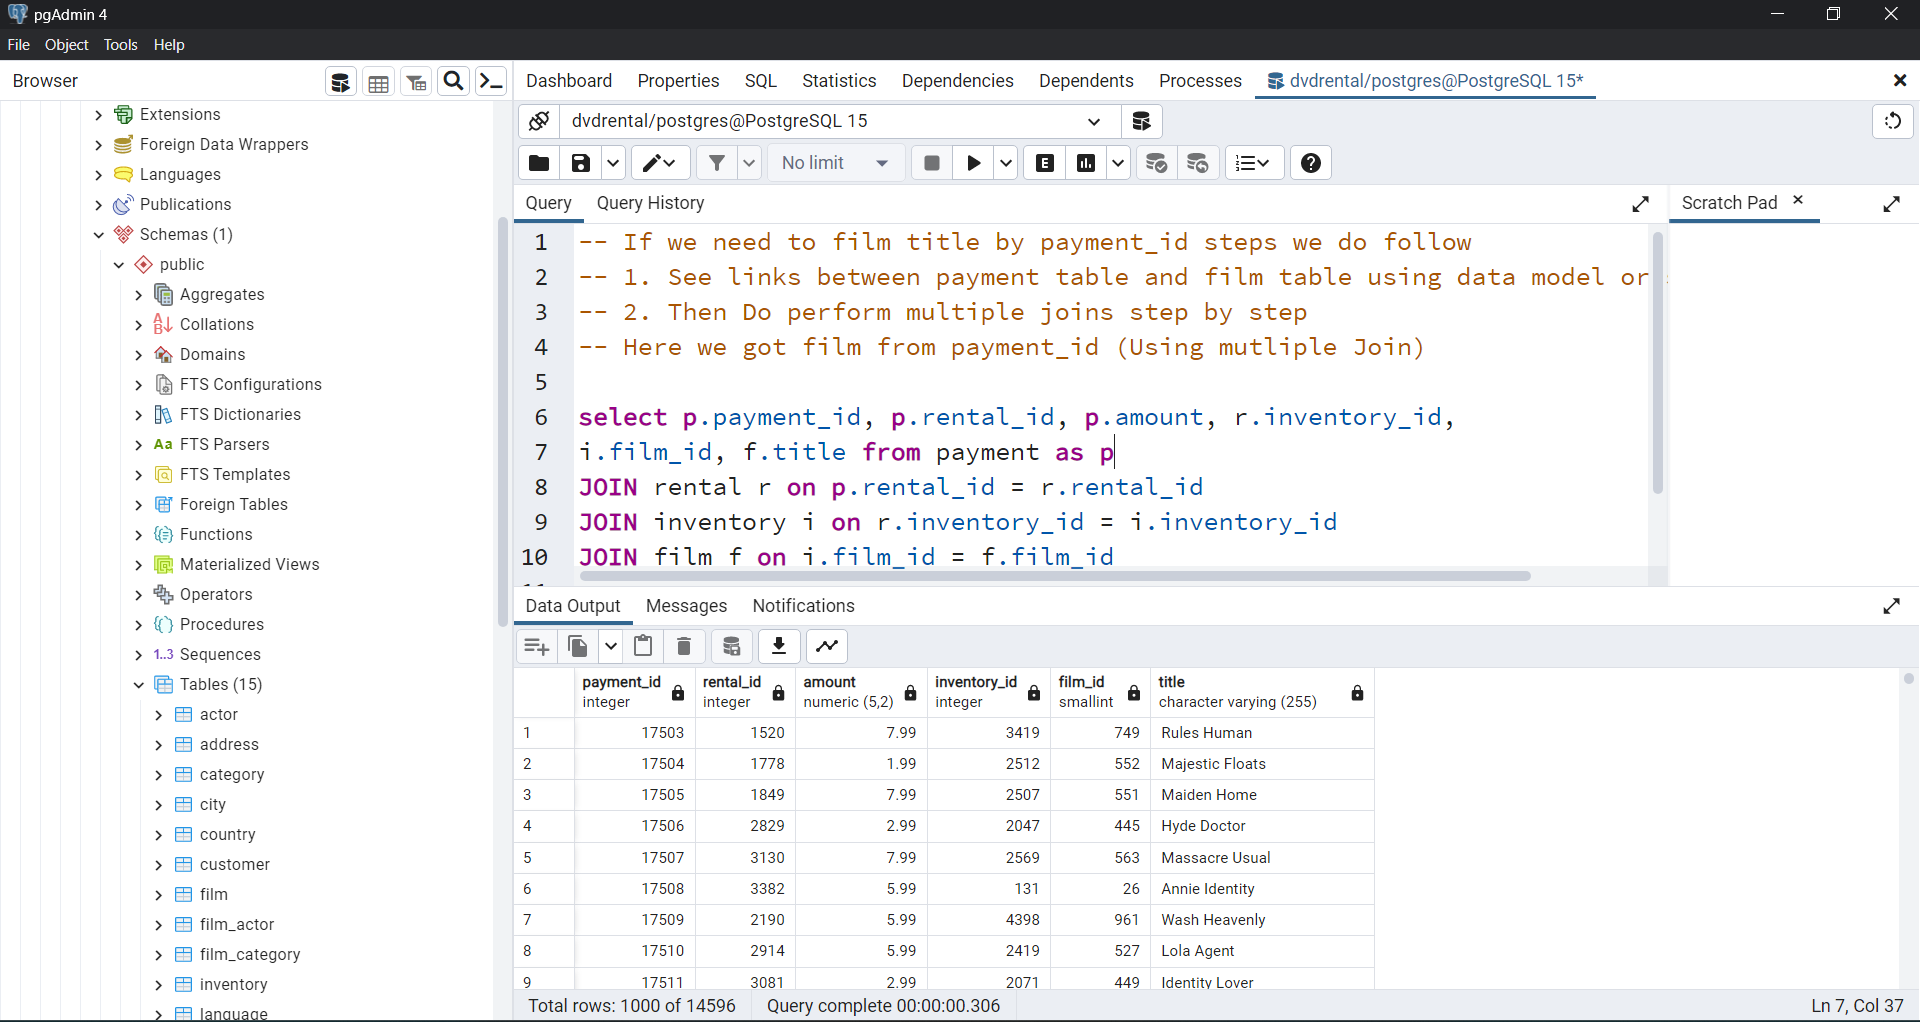 pgAdmin 4
File Object Tools Help
Browser
Dashboard Properties SQL Statistics Dependencies Dependents Processes dvdrental/postgres@PostgreSQL 15*
Extensions
Foreign Data Wrappers
Languages
Publications
Schemas (1)
public
Aggregates
Collations
Domains
FTS Configurations
FTS Dictionaries
Aa FTS Parsers
FTS Templates
Foreign Tables
Functions
Materialized Views
Operators
Procedures
1..3 Sequences
Tables (15)
actor
address
category
city
country
customer
film
film_actor
film_category
inventory
language
dvdrental/postgres@PostgreSQL 15
No limit
E
Query Query History
Scratch Pad
1 -- If we need to film title by payment_id steps we do follow
2 -- 1. See links between payment table and film table using data model or
3 -- 2. Then Do perform multiple joins step by step
4 -- Here we got film from payment_id (Using mutliple Join)
5
6 select p.payment_id, p.rental_id, p.amount, r.inventory_id,
7 i.film_id, f.title from payment as p
8 JOIN rental r on p.rental_id = r.rental_id
9 JOIN inventory i on r.inventory_id = i.inventory_id
10 JOIN film f on i.film_id = f.film_id
Data Output Messages Notifications
payment_id rental_id amount inventory_id film_id title
integer integer numeric (5,2) integer smallint character varying (255)
1 17503 1520 7.99 3419 749 Rules Human
2 17504 1778 1.99 2512 552 Majestic Floats
3 17505 1849 7.99 2507 551 Maiden Home
4 17506 2829 2.99 2047 445 Hyde Doctor
5 17507 3130 7.99 2569 563 Massacre Usual
6 17508 3382 5.99 131 26 Annie Identity
7 17509 2190 5.99 4398 961 Wash Heavenly
8 17510 2914 5.99 2419 527 Lola Agent
9 17511 3081 2.99 2071 449 Identity Lover
Total rows: 1000 of 14596 Query complete 00:00:00.306 Ln 7, Col 37